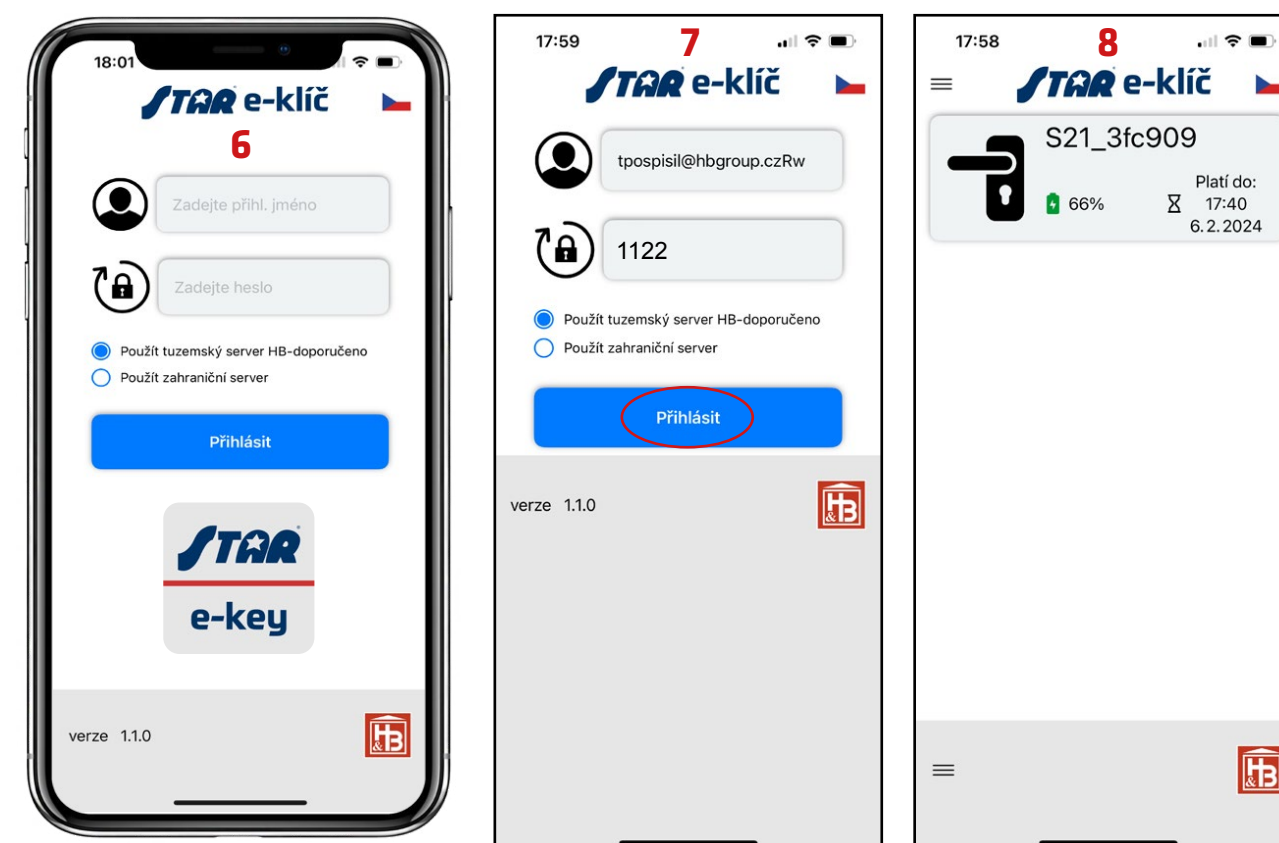 18:01
STAR e-klíč
6
Zadejte přihl. jméno
Zadejte heslo
Použít tuzemský server HB-doporučeno
Použít zahraniční server
Přihlásit
STAR
e-key
verze 1.1.0
H&B
17:59
7
STAR e-klíč
tpospisil@hbgroup.czRw
1122
Použít tuzemský server HB-doporučeno
Použít zahraniční server
Přihlásit
verze 1.1.0
H&B
17:58
8
STAR e-klíč
S21_3fc909
66%
Platí do:
17:40
6. 2. 2024
H&B